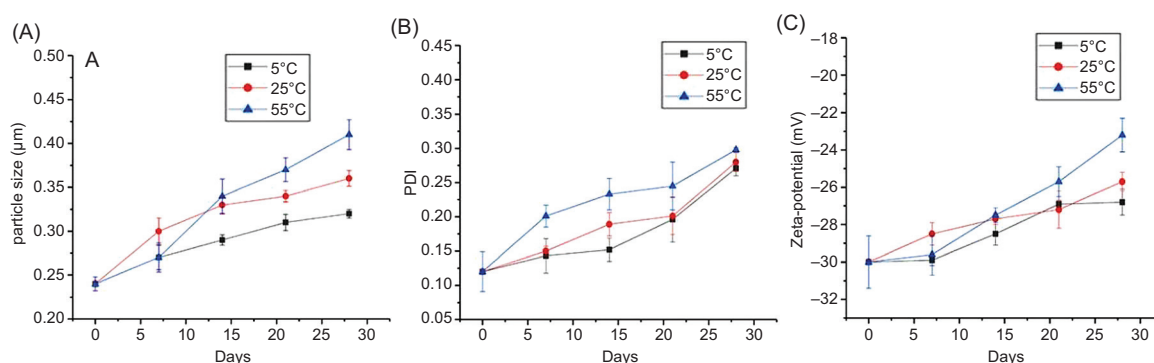 (A)
A
0.50
0.45
0.40
0.35
0.30
0.25
0.20
particle size (µm)
5°C
25°C
55°C
0 5 10 15 20 25 30
Days
(B)
0.45
0.40
0.35
0.30
0.25
0.20
0.15
0.10
0.05
PDI
5°C
25°C
55°C
0 5 10 15 20 25 30
Days
(C)
–18
–20
–22
–24
–26
–28
–30
–32
Zeta-potential (mV)
5°C
25°C
55°C
0 5 10 15 20 25 30
Days